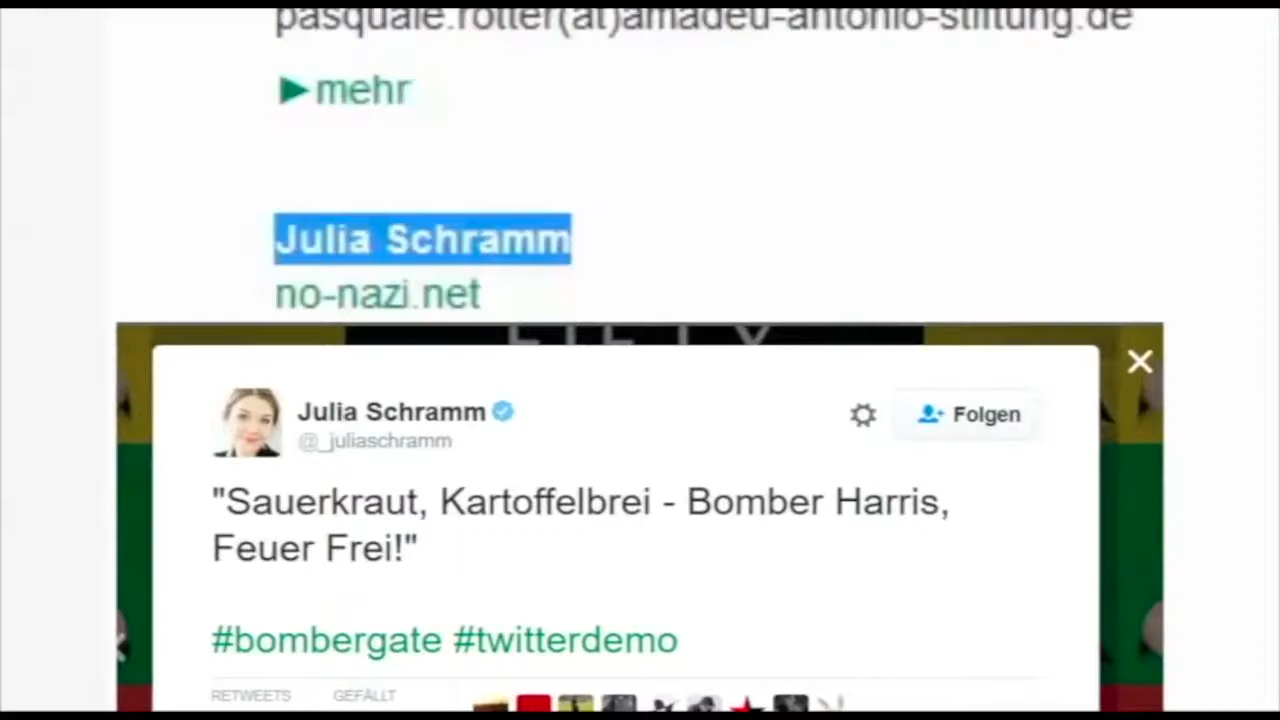 pasquale.rotter(at)amadeu-antonio-stiftung.de
►mehr
Julia Schramm
no-nazi.net
Julia Schramm
@_juliaschramm
Folgen
"Sauerkraut, Kartoffelbrei - Bomber Harris,
Feuer Frei!"
#bombergate #twitterdemo
RETWEETS GEFÄLLT